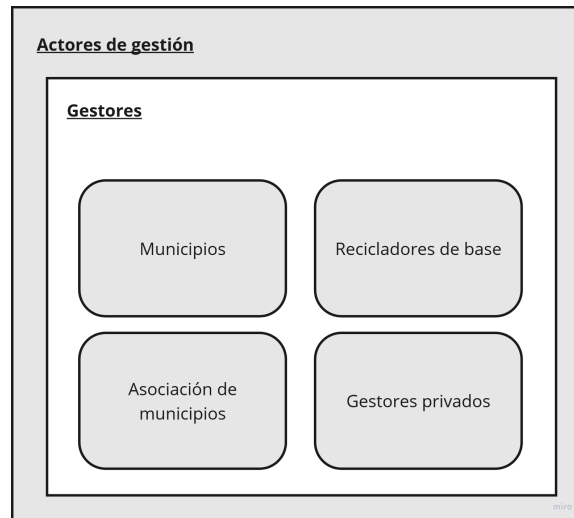 Actores de gestión
Gestores
Municipios
Recicladores de base
Asociación de
municipios
Gestores privados
miro